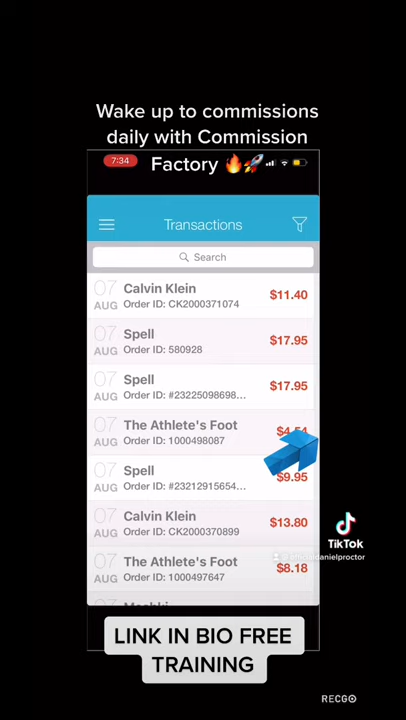 Wake up to commissions
daily with Commission
Factory 🔥🚀
7:34
Transactions
Search
07 AUG
Calvin Klein
Order ID: CK2000371074
$11.40
07 AUG
Spell
Order ID: 580928
$17.95
07 AUG
Spell
Order ID: #23225098698...
$17.95
07 AUG
The Athlete's Foot
Order ID: 1000498087
$4.54
07 AUG
Spell
Order ID: #23212915654...
$9.95
07 AUG
Calvin Klein
Order ID: CK2000370899
$13.80
07 AUG
The Athlete's Foot
Order ID: 1000497647
$8.18
TikTok
LINK IN BIO FREE
TRAINING
RECGO